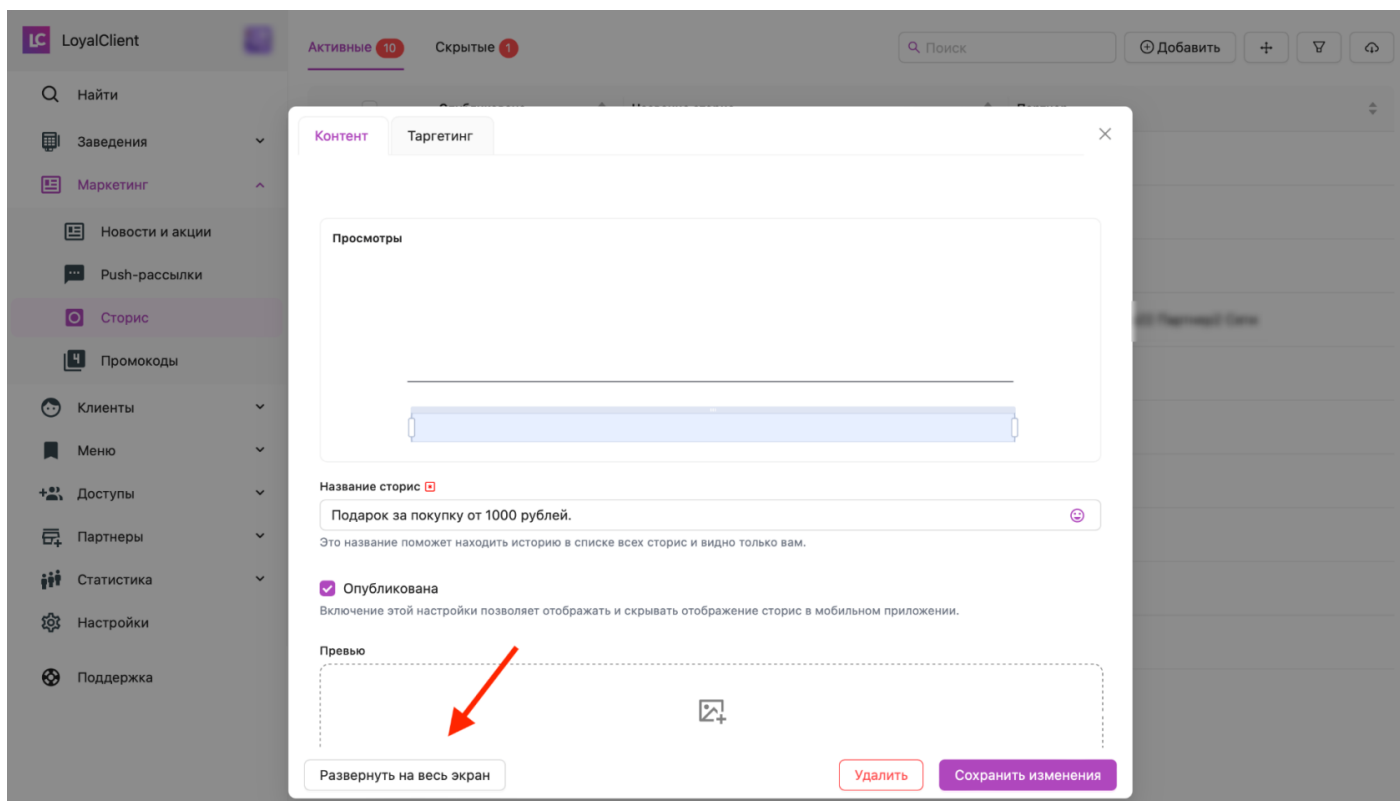 LC LoyalClient
Найти
Заведения
Маркетинг
Новости и акции
Push-рассылки
Сторис
Промокоды
Клиенты
Меню
Доступы
Партнеры
Статистика
Настройки
Поддержка
Активные 10 Скрытые 1 Поиск Добавить
Контент Таргетинг
Просмотры
Название сторис
Подарок за покупку от 1000 рублей.
Это название поможет находить историю в списке всех сторис и видно только вам.
Опубликована
Включение этой настройки позволяет отображать и скрывать отображение сторис в мобильном приложении.
Превью
Развернуть на весь экран Удалить Сохранить изменения